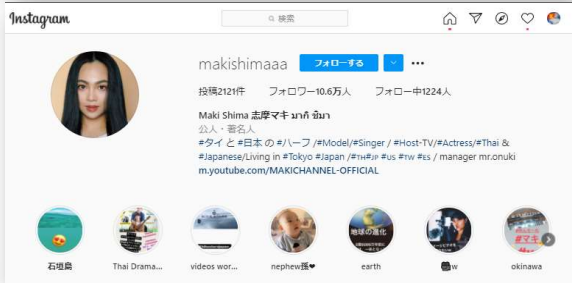 Instagram
検索
makishimaaa フォローする
投稿2121件 フォロワー10.6万人 フォロー中1224人
Maki Shima 志摩マキ มากิ ชิมา
公人・著名人
#タイ と #日本 の #ハーフ /#Model/#Singer / #Host-TV/#Actress/#Thai &
#Japanese/Living in #Tokyo #Japan /#TH#JP #US #TW #ES / manager mr.onuki
m.youtube.com/MAKICHANNEL-OFFICIAL
地球の進化
#マキ
石垣島 Thai Drama... videos wor... nephew孫❤ earth w okinawa